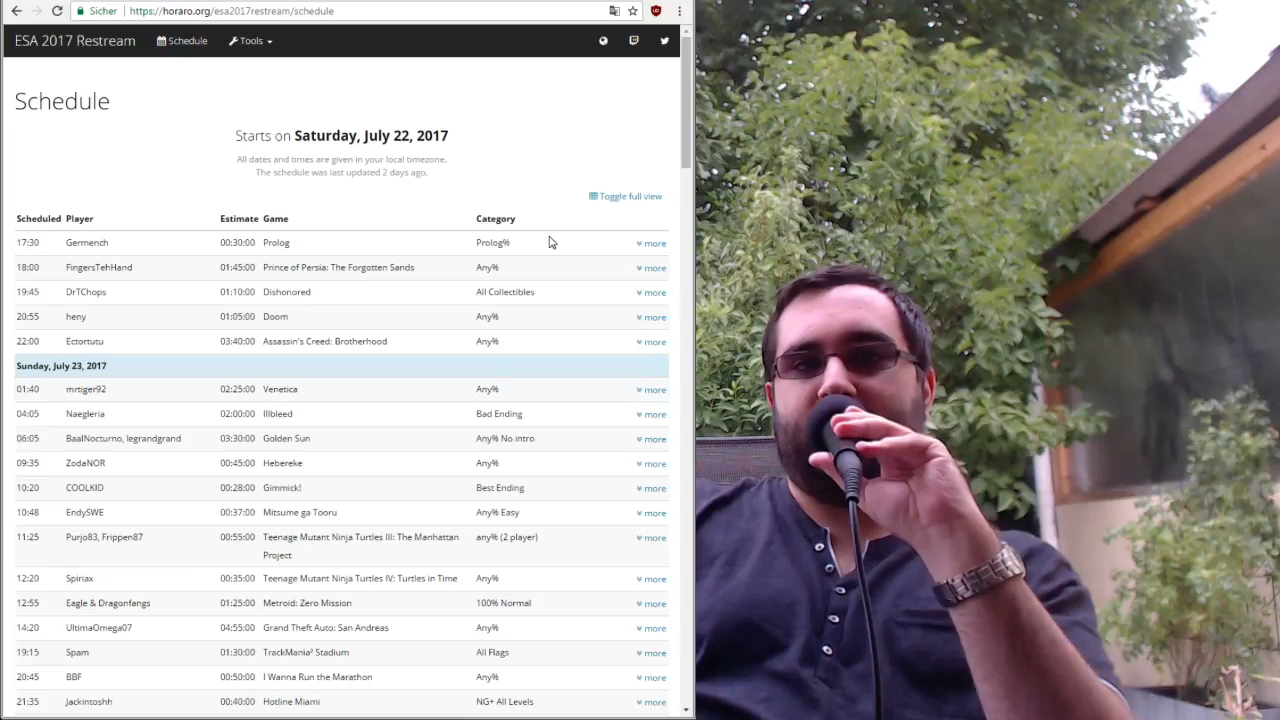 Sicher https://horaro.org/esa2017restream/schedule
ESA 2017 Restream Schedule Tools
Schedule
Starts on Saturday, July 22, 2017
All dates and times are given in your local timezone.
The schedule was last updated 2 days ago.
Toggle full view
Scheduled Player Estimate Game Category
17:30 Germench 00:30:00 Prolog Prolog% more
18:00 FingersTehHand 01:45:00 Prince of Persia: The Forgotten Sands Any% more
19:45 DrTChops 01:10:00 Dishonored All Collectibles more
20:55 heny 01:05:00 Doom Any% more
22:00 Ectortutu 03:40:00 Assassin's Creed: Brotherhood Any% more
Sunday, July 23, 2017
01:40 mrtiger92 02:25:00 Venetica Any% more
04:05 Naegleria 02:00:00 Illbleed Bad Ending more
06:05 BaalNocturno, legrandgrand 03:30:00 Golden Sun Any% No intro more
09:35 ZodaNOR 00:45:00 Hebereke Any% more
10:20 COOLKID 00:28:00 Gimmick! Best Ending more
10:48 EndySWE 00:37:00 Mitsume ga Tooru Any% Easy more
11:25 Purjo83, Frippen87 00:55:00 Teenage Mutant Ninja Turtles III: The Manhattan any% (2 player) more
Project
12:20 Spiriax 00:35:00 Teenage Mutant Ninja Turtles IV: Turtles in Time Any% more
12:55 Eagle & Dragonfangs 01:25:00 Metroid: Zero Mission 100% Normal more
14:20 UltimaOmega07 04:55:00 Grand Theft Auto: San Andreas Any% more
19:15 Spam 01:30:00 TrackMania² Stadium All Flags more
20:45 BBF 00:50:00 I Wanna Run the Marathon Any% more
21:35 Jackintoshh 00:40:00 Hotline Miami NG+ All Levels more